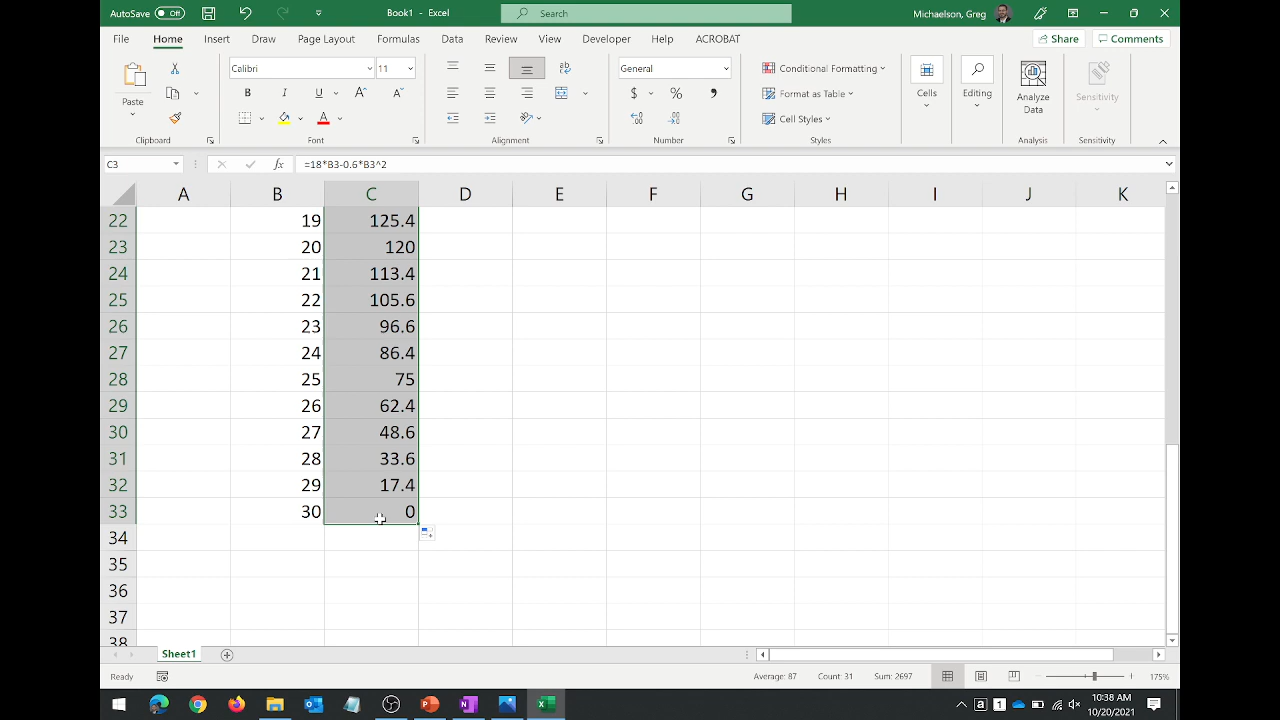 AutoSave Off Book1 - Excel Search Michaelson, Greg
File Home Insert Draw Page Layout Formulas Data Review View Developer Help ACROBAT Share Comments
Calibri 11 General Conditional Formatting
Paste B I U A A $ % , Format as Table Cells Editing Analyze Data Sensitivity
A Cell Styles
Clipboard Font Alignment Number Styles Analysis Sensitivity
C3 fx =18*B3-0.6*B3^2
A B C D E F G H I J K
22 19 125.4
23 20 120
24 21 113.4
25 22 105.6
26 23 96.6
27 24 86.4
28 25 75
29 26 62.4
30 27 48.6
31 28 33.6
32 29 17.4
33 30 0
34
35
36
37
38
Sheet1
Ready Average: 87 Count: 31 Sum: 2697 175%
10:38 AM
10/20/2021